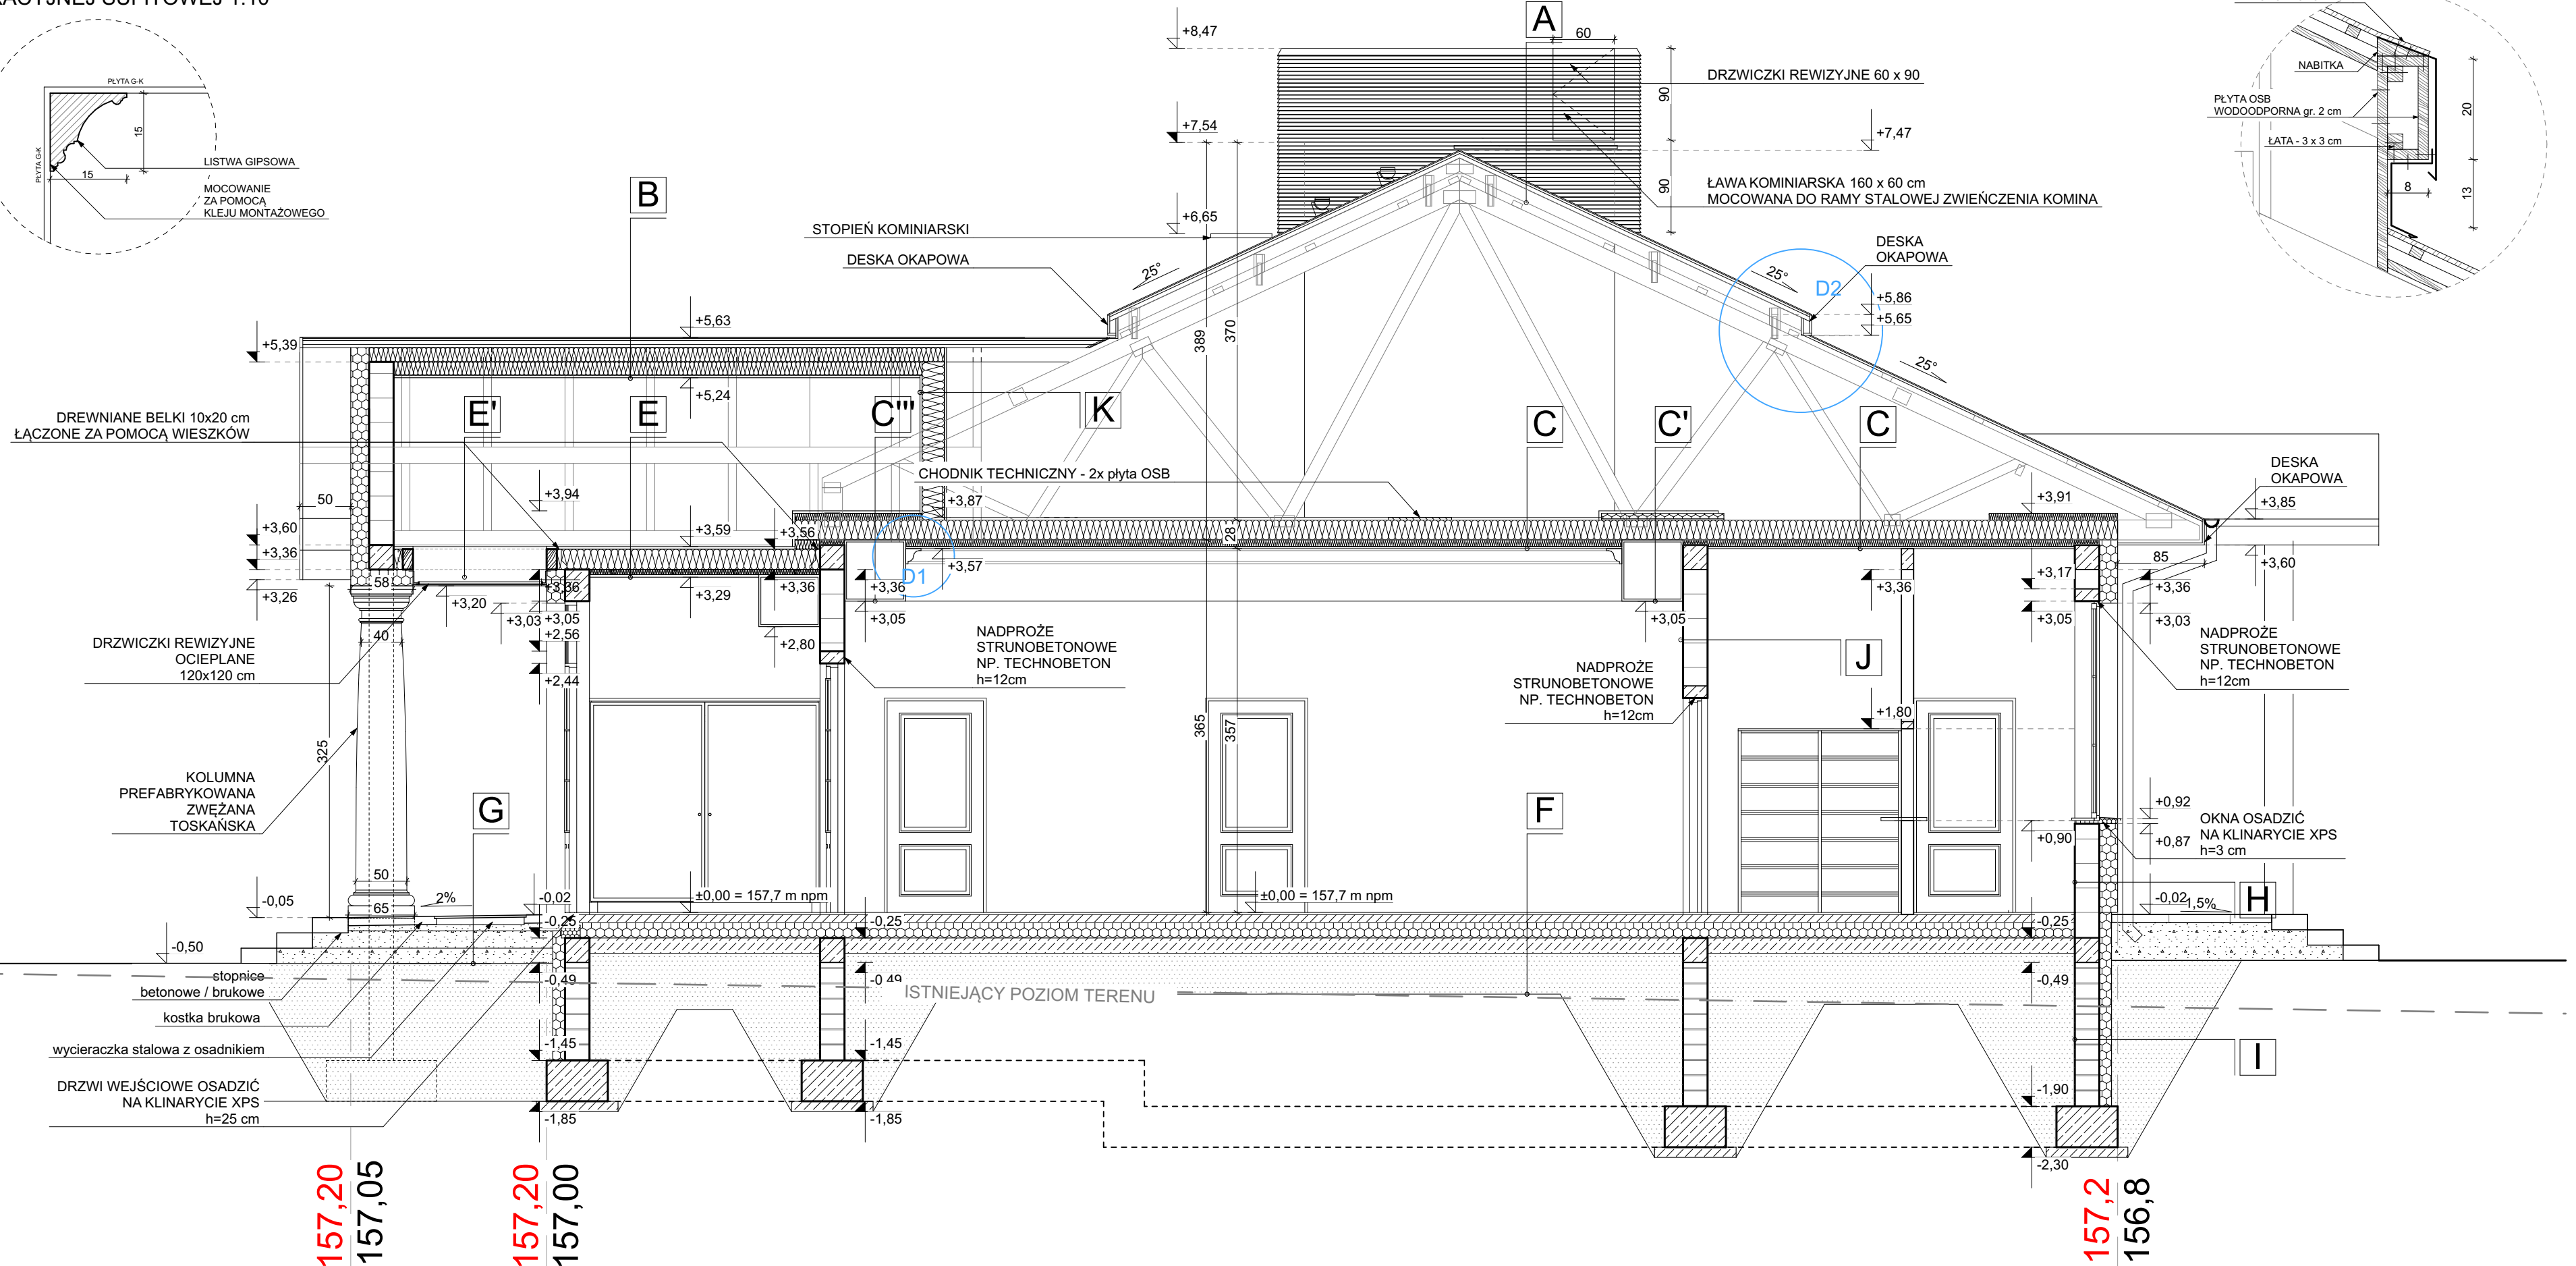 PŁYTA G-K
PŁYTA G-K
15
15
LISTWA GIPSOWA
MOCOWANIE
ZA POMOCĄ
KLEJU MONTAŻOWEGO
+8,47
+7,54
+6,65
A
60
90
90
DRZWICZKI REWIZYJNE 60 x 90
+7,47
ŁAWA KOMINIARSKA 160 x 60 cm
MOCOWANA DO RAMY STALOWEJ ZWIEŃCZENIA KOMINA
NABITKA
PŁYTA OSB
WODOODPORNA gr. 2 cm
ŁATA - 3 x 3 cm
20
8
13
B
STOPIEŃ KOMINIARSKI
DESKA OKAPOWA
25°
25°
25°
DESKA
OKAPOWA
D2
+5,86
+5,65
389
370
+5,63
+5,39
+5,24
DREWNIANE BELKI 10x20 cm
ŁĄCZONE ZA POMOCĄ WIESZKÓW
E'
E
C'''
K
C
C'
C
CHODNIK TECHNICZNY - 2x płyta OSB
DESKA
OKAPOWA
50
+3,94
+3,87
+3,91
+3,85
+3,60
+3,36
+3,26
+3,59
+3,56
28
+3,57
D1
85
+3,60
58
+3,20
+3,36
+3,29
+3,36
+3,36
+3,36
+3,17
+3,36
+3,03
+3,05
+2,56
+2,44
+2,80
+3,05
+3,05
+3,05
+3,03
40
DRZWICZKI REWIZYJNE
OCIEPLANE
120x120 cm
NADPROŻE
STRUNOBETONOWE
NP. TECHNOBETON
h=12cm
NADPROŻE
STRUNOBETONOWE
NP. TECHNOBETON
h=12cm
J
NADPROŻE
STRUNOBETONOWE
NP. TECHNOBETON
h=12cm
+1,80
325
365
357
KOLUMNA
PREFABRYKOWANA
ZWĘŻANA
TOSKAŃSKA
G
F
+0,92
+0,90
+0,87
OKNA OSADZIĆ
NA KLINARYCIE XPS
h=3 cm
50
65
2%
-0,05
-0,02
±0,00 = 157,7 m npm
±0,00 = 157,7 m npm
-0,02
1,5%
H
-0,25
-0,25
-0,25
-0,50
-0,49
-0,49
-0,49
ISTNIEJĄCY POZIOM TERENU
stopnice
betonowe / brukowe
kostka brukowa
wycieraczka stalowa z osadnikiem
DRZWI WEJŚCIOWE OSADZIĆ
NA KLINARYCIE XPS
h=25 cm
-1,45
-1,45
-1,85
-1,85
I
-1,90
-2,30
157,20
157,05
157,20
157,00
157,2
156,8